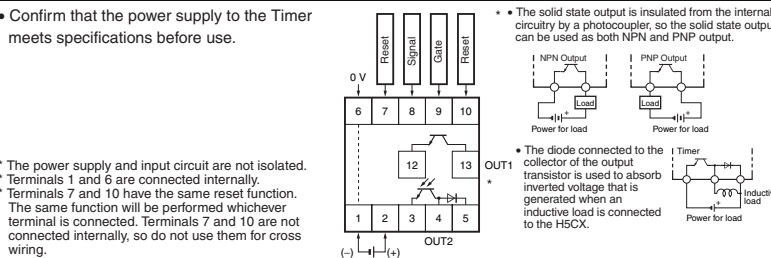 • Confirm that the power supply to the Timer
meets specifications before use.
* The power supply and input circuit are not isolated.
* Terminals 1 and 6 are connected internally.
* Terminals 7 and 10 have the same reset function.
The same function will be performed whichever
terminal is connected. Terminals 7 and 10 are not
connected internally, so do not use them for cross
wiring.
Reset
Signal
Gate
Reset
0 V
6 7 8 9 10
12 13 OUT1
*
1 2 3 4 5
OUT2
(−) (+)
* • The solid state output is insulated from the internal
circuitry by a photocoupler, so the solid state outpu
can be used as both NPN and PNP output.
NPN Output
PNP Output
Load
Load
+
+
Power for load
Power for load
• The diode connected to the
collector of the output
transistor is used to absorb
inverted voltage that is
generated when an
inductive load is connected
to the H5CX.
Timer
Inductive
load
+
Power for load